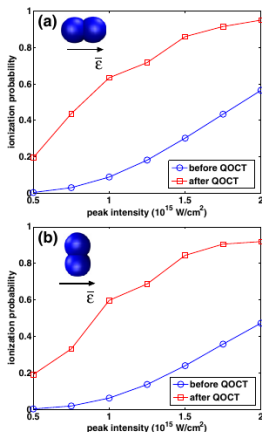 (a)
ε
ionization probability
1
0.8
0.6
0.4
0.2
0
before QOCT
after QOCT
0.5
1
1.5
2
peak intensity (10^15 W/cm^2)
(b)
ε
ionization probability
1
0.8
0.6
0.4
0.2
0
before QOCT
after QOCT
0.5
1
1.5
2
peak intensity (10^15 W/cm^2)